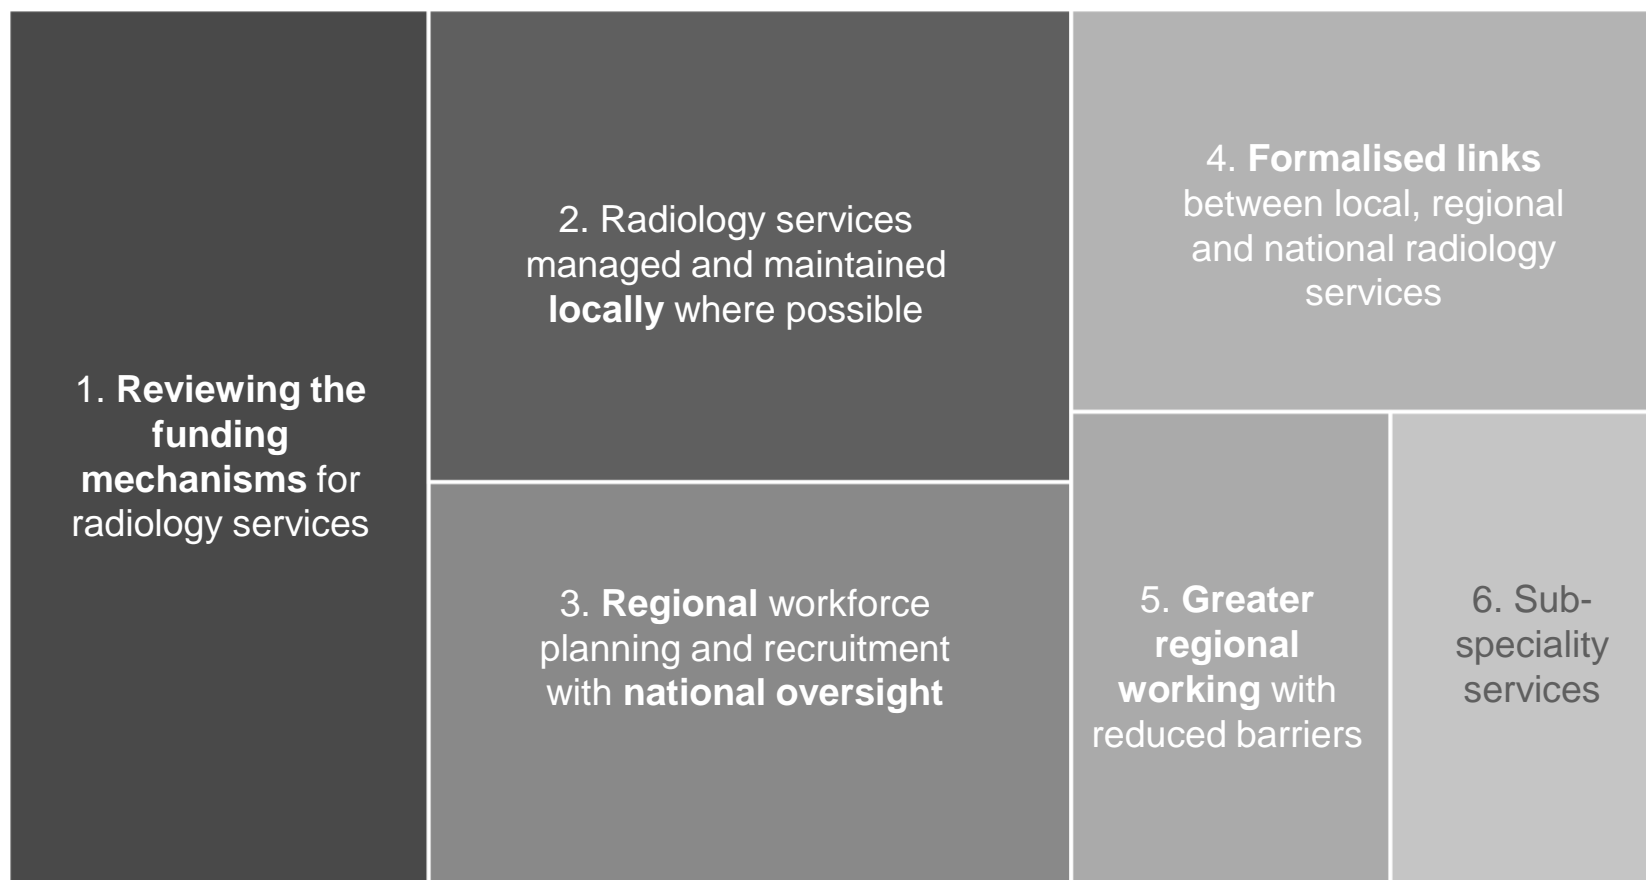 1. Reviewing the
funding
mechanisms for
radiology services
2. Radiology services
managed and maintained
locally where possible
3. Regional workforce
planning and recruitment
with national oversight
4. Formalised links
between local, regional
and national radiology
services
5. Greater
regional
working with
reduced barriers
6. Sub-
speciality
services